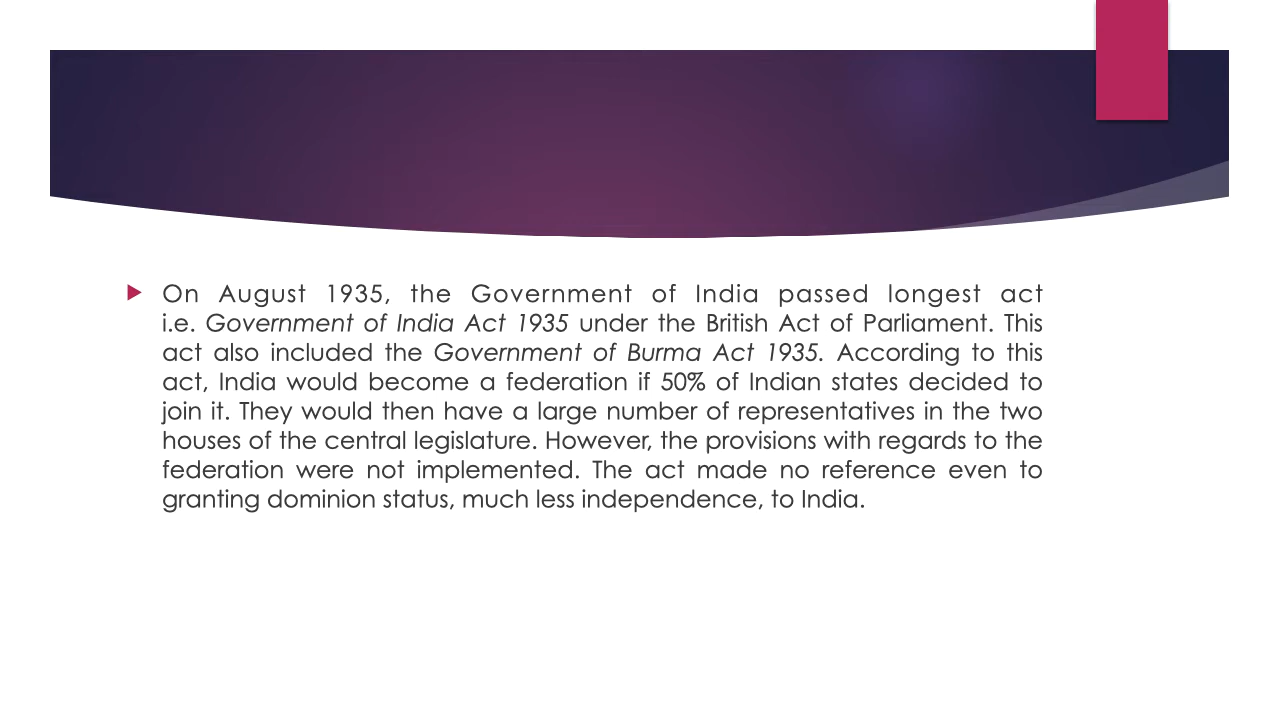 On August 1935, the Government of India passed longest act
i.e. Government of India Act 1935 under the British Act of Parliament. This
act also included the Government of Burma Act 1935. According to this
act, India would become a federation if 50% of Indian states decided to
join it. They would then have a large number of representatives in the two
houses of the central legislature. However, the provisions with regards to the
federation were not implemented. The act made no reference even to
granting dominion status, much less independence, to India.